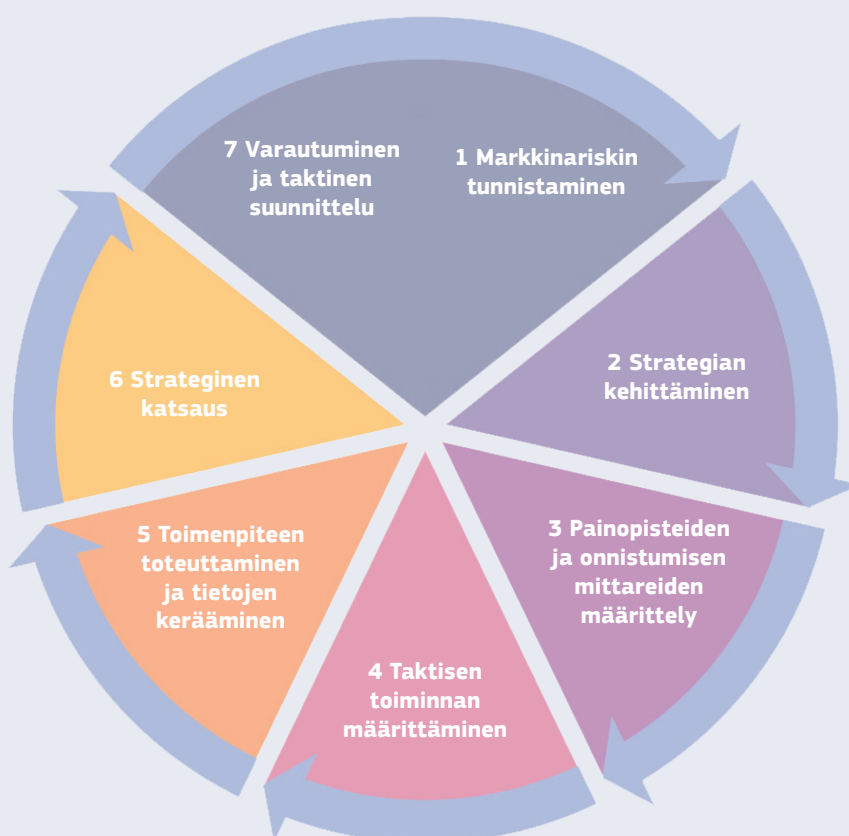 1 Markkinariskin
tunnistaminen
2 Strategian
kehittäminen
3 Painopisteiden
ja onnistumisen
mittareiden
määrittely
4 Taktisen
toiminnan
määrittäminen
5 Toimenpiteen
toteuttaminen
ja tietojen
kerääminen
6 Strateginen
katsaus
7 Varautuminen
ja taktinen
suunnittelu